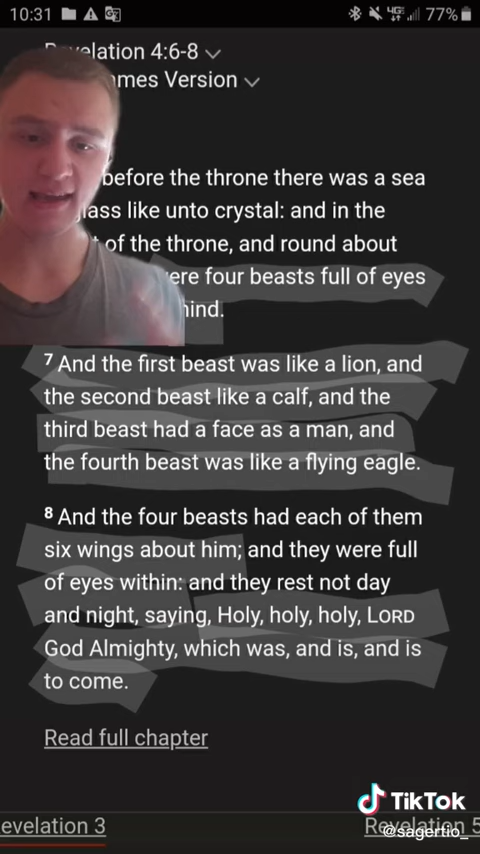 10:31 77%
velation 4:6-8
ames Version
before the throne there was a sea
lass like unto crystal: and in the
t of the throne, and round about
ere four beasts full of eyes
hind.
7 And the first beast was like a lion, and
the second beast like a calf, and the
third beast had a face as a man, and
the fourth beast was like a flying eagle.
8 And the four beasts had each of them
six wings about him; and they were full
of eyes within: and they rest not day
and night, saying, Holy, holy, holy, LORD
God Almighty, which was, and is, and is
to come.
Read full chapter
TikTok
evelation 3 Revelation 5
@sagertio_